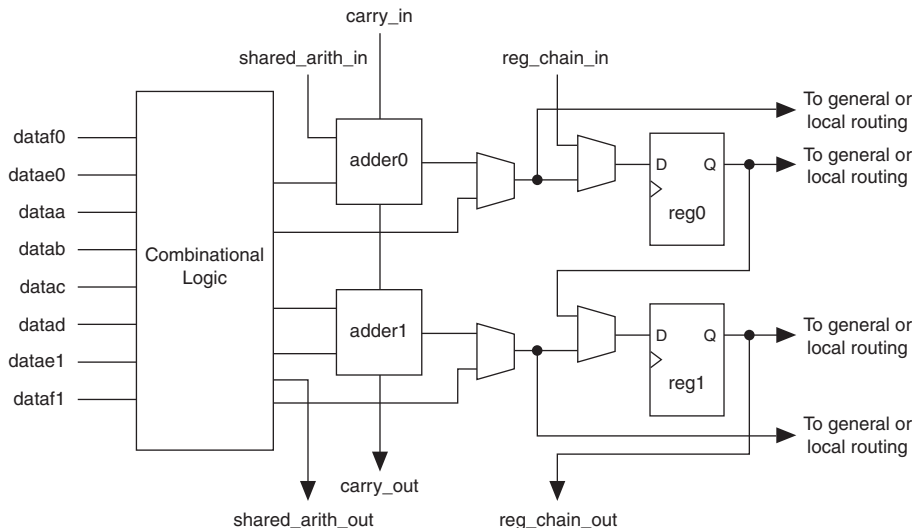 carry_in
shared_arith_in
reg_chain_in
To general or
local routing
dataf0
datae0
dataa
datab
datac
datad
datae1
dataf1
Combinational
Logic
adder0
D
Q
reg0
To general or
local routing
adder1
D
Q
reg1
To general or
local routing
To general or
local routing
carry_out
shared_arith_out
reg_chain_out